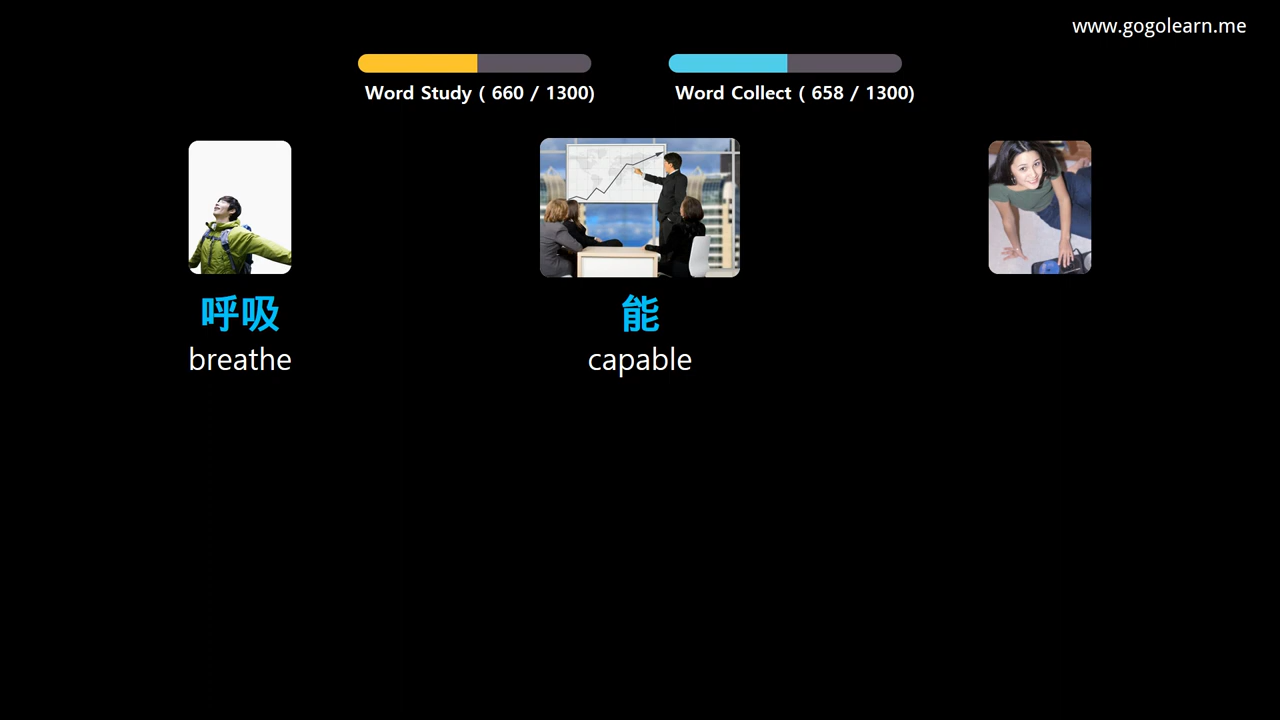 www.gogolearn.me
Word Study ( 660 / 1300)
Word Collect ( 658 / 1300)
呼吸
breathe
能
capable